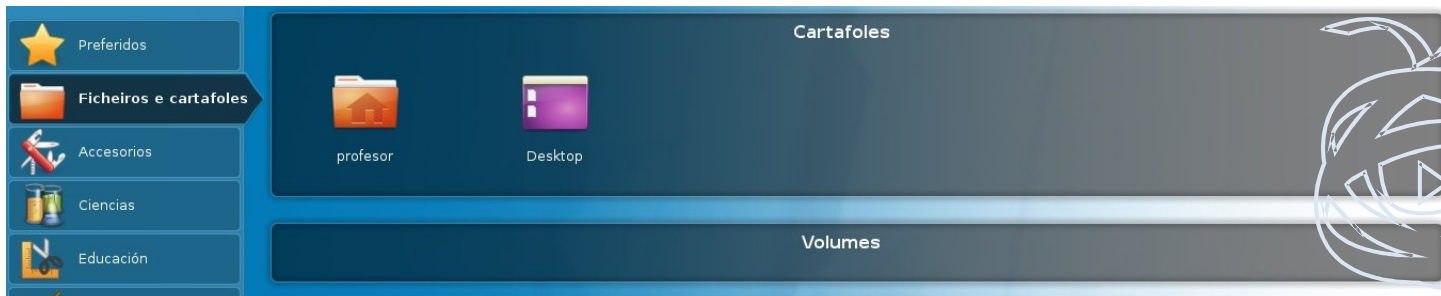 Preferidos
Ficheiros e cartafoles
Accesorios
Ciencias
Educación
Cartafoles
profesor
Desktop
Volumes